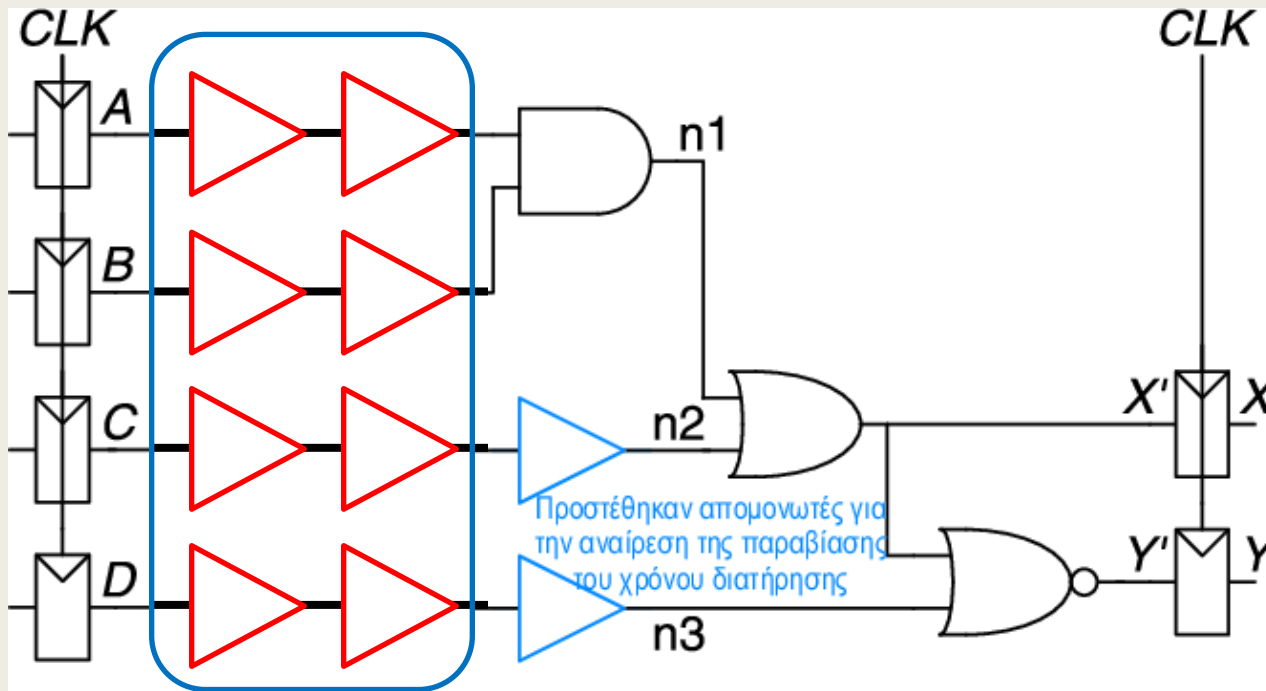 CLK
CLK
A
n1
B
C
n2
X'
X
Προστέθηκαν απομονωτές για
την αναίρεση της παραβίασης
του χρόνου διατήρησης
D
Y'
Y
n3